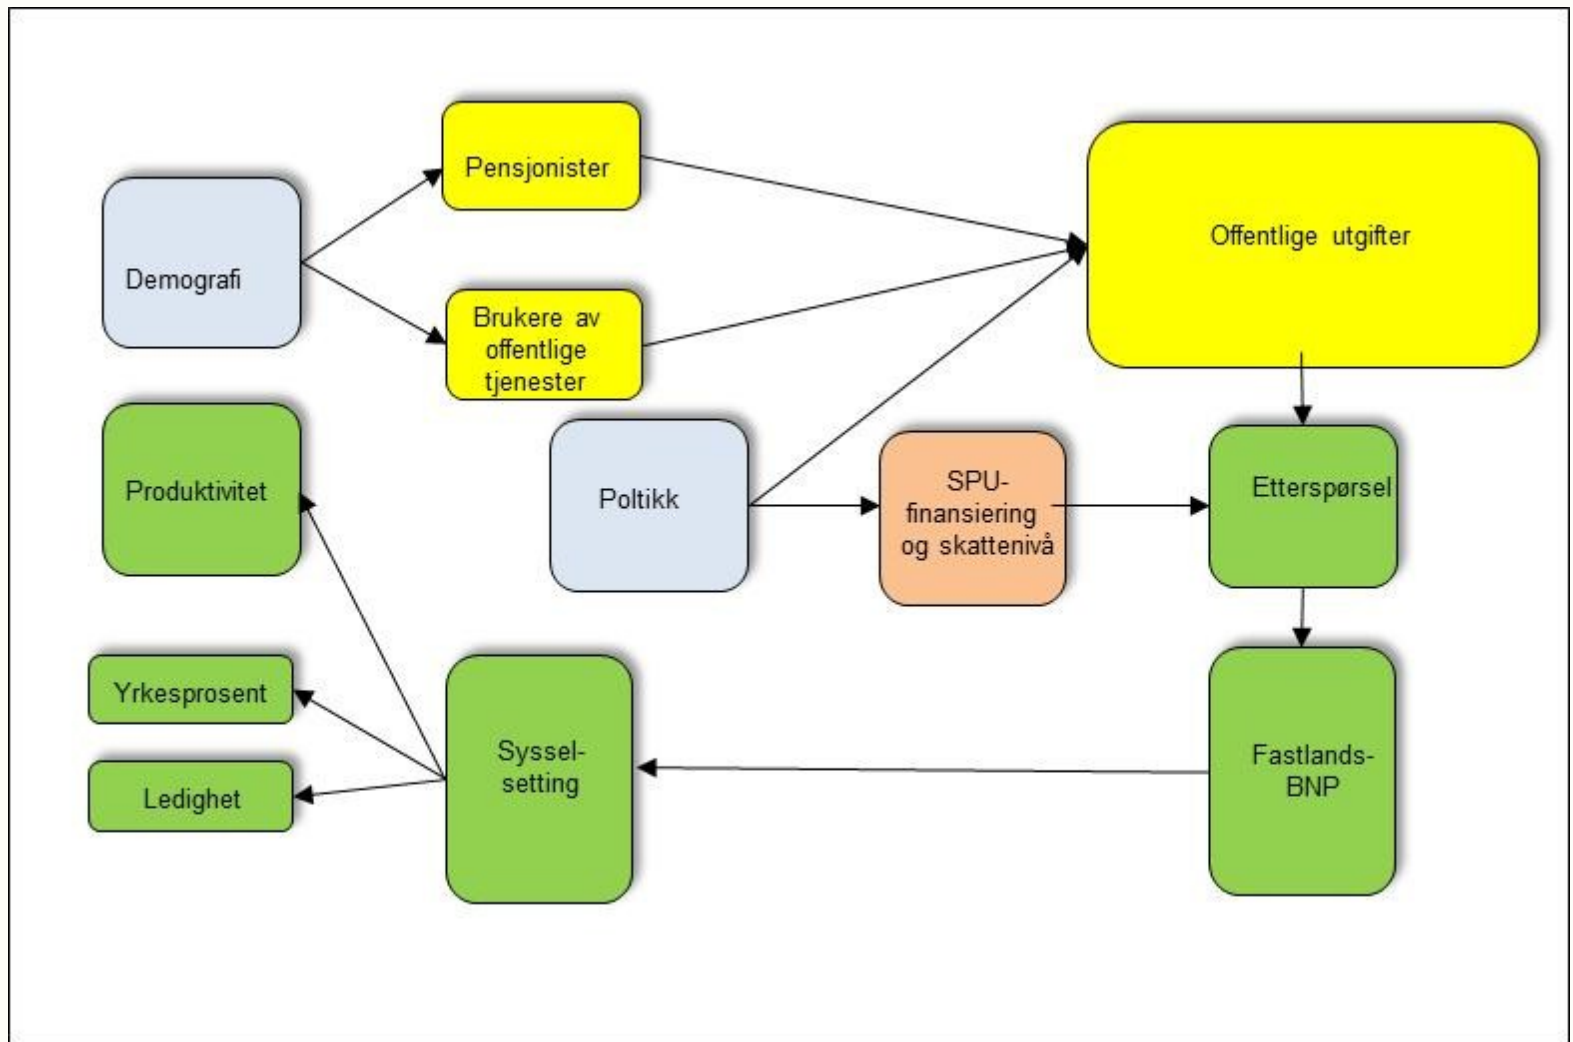 Pensjonister
Demografi
Brukere av
offentlige
tjenester
Offentlige utgifter
Produktivitet
Poltikk
SPU-
finansiering
og skattenivå
Etterspørsel
Yrkesprosent
Ledighet
Syssel-
setting
Fastlands-
BNP